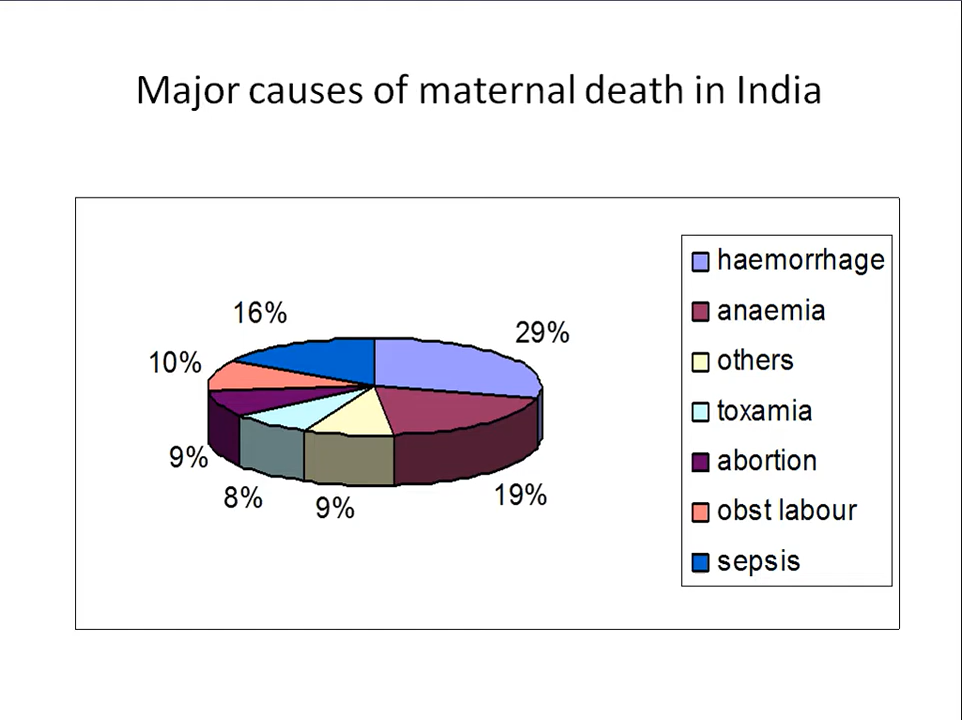 Major causes of maternal death in India
16%
29%
10%
9%
8%
9%
19%
haemorrhage
anaemia
others
toxamia
abortion
obst labour
sepsis